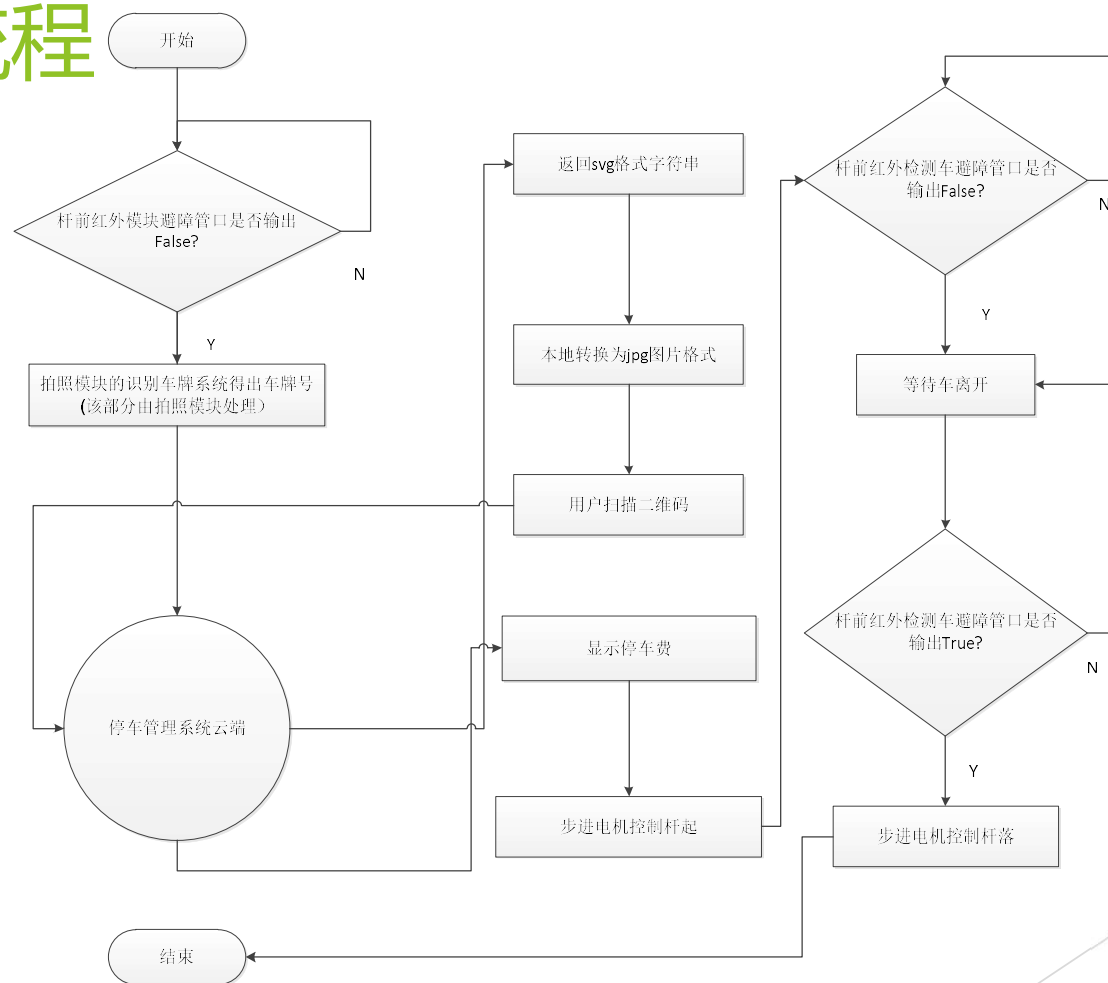 程
开始
杆前红外模块避障管口是否输出
False?
N
Y
拍照模块的识别车牌系统得出车牌号
(该部分由拍照模块处理）
停车管理系统云端
结束
返回svg格式字符串
本地转换为jpg图片格式
用户扫描二维码
显示停车费
步进电机控制杆起
杆前红外检测车避障管口是否
输出False?
N
Y
等待车离开
杆前红外检测车避障管口是否
输出True?
N
Y
步进电机控制杆落